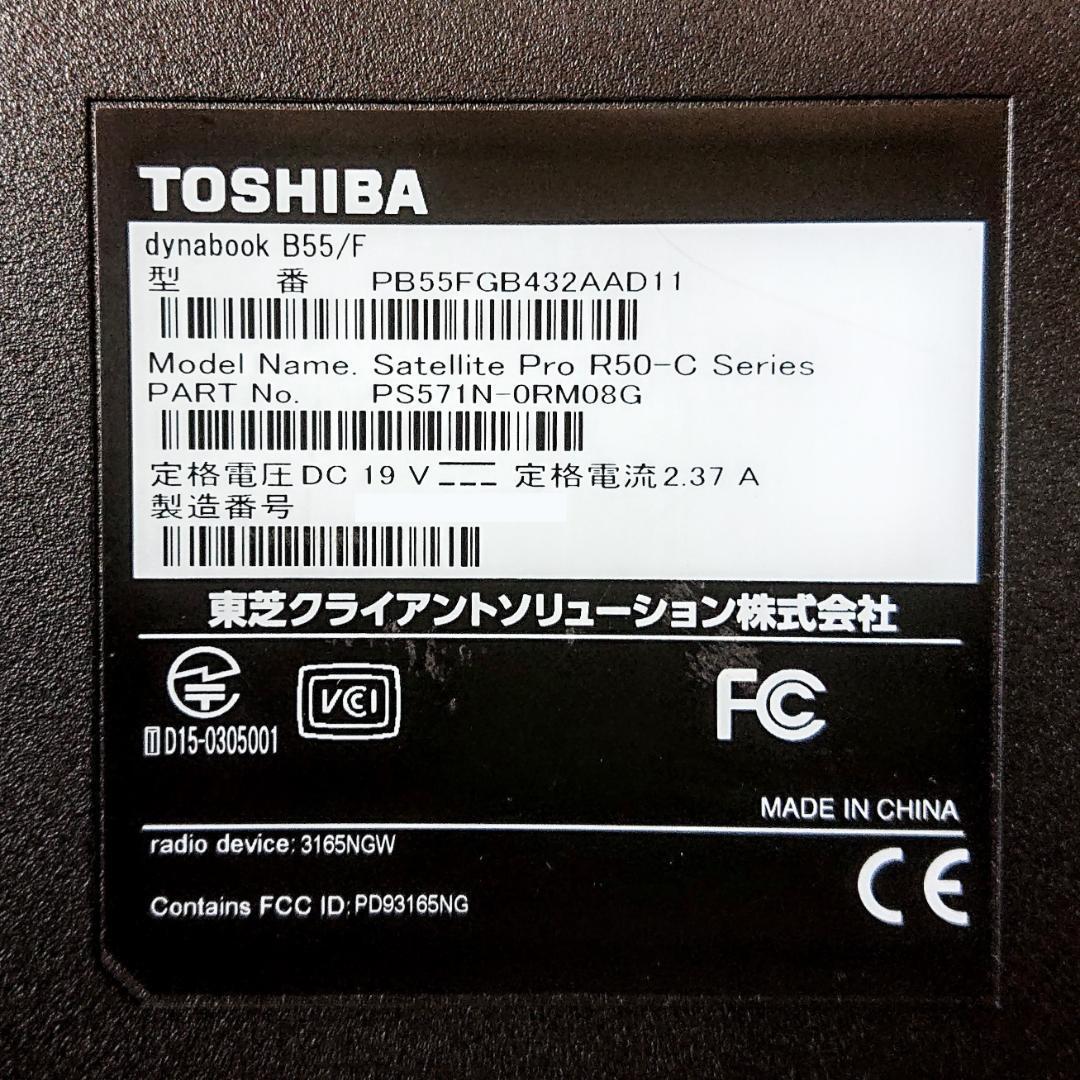 TOSHIBA
dynabook B55/F
型 番 PB55FGB432AAD11
Model Name. Satellite Pro R50-C Series
PART No. PS571N-0RM08G
定格電圧DC 19 V 定格電流2.37 A
製造番号
東芝クライアントソリューション株式会社
VCCI
T D15-0305001
FC
MADE IN CHINA
radio device: 3165NGW
CE
Contains FCC ID: PD93165NG